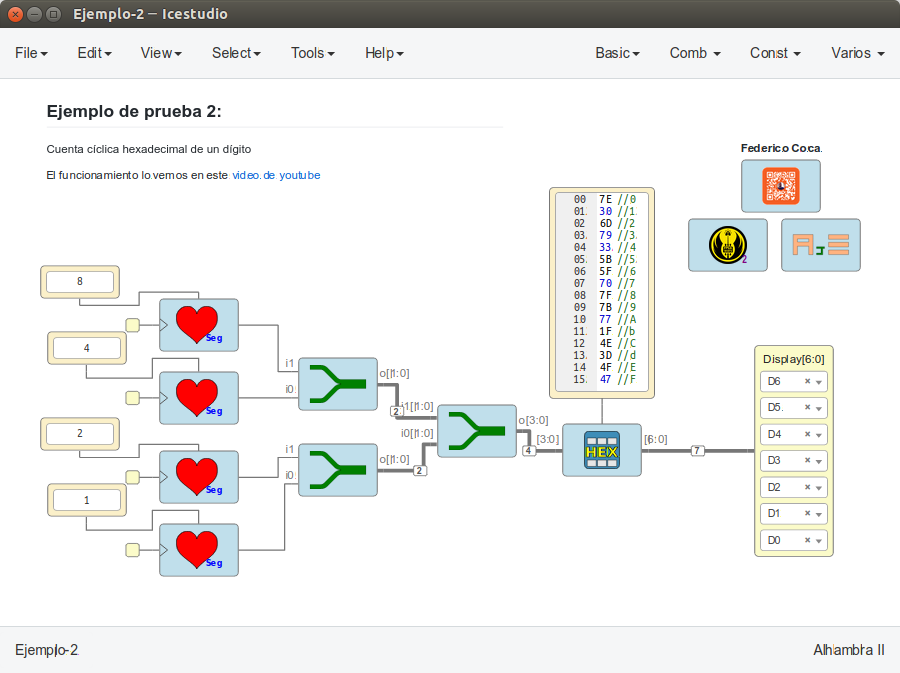 Ejemplo-2 – Icestudio
File Edit View Select Tools Help Basic Comb Const Varios
Ejemplo de prueba 2:
Cuenta cíclica hexadecimal de un dígito
El funcionamiento lo vemos en este video de youtube
Federico Coca
2
00 7E //0
01 30 //1
02 6D //2
03 79 //3
04 33 //4
05 5B //5
06 5F //6
07 70 //7
08 7F //8
09 7B //9
10 77 //A
11 1F //b
12 4E //C
13 3D //d
14 4F //E
15 47 //F
8
Seg
4
Seg
2
Seg
1
Seg
i1
i0
o[1:0]
2
i1
i0
o[1:0]
2
i1[1:0]
i0[1:0]
o[3:0]
4
[3:0]
HEX
[6:0]
7
Display[6:0]
D6
D5
D4
D3
D2
D1
D0
Ejemplo-2 Alhambra II